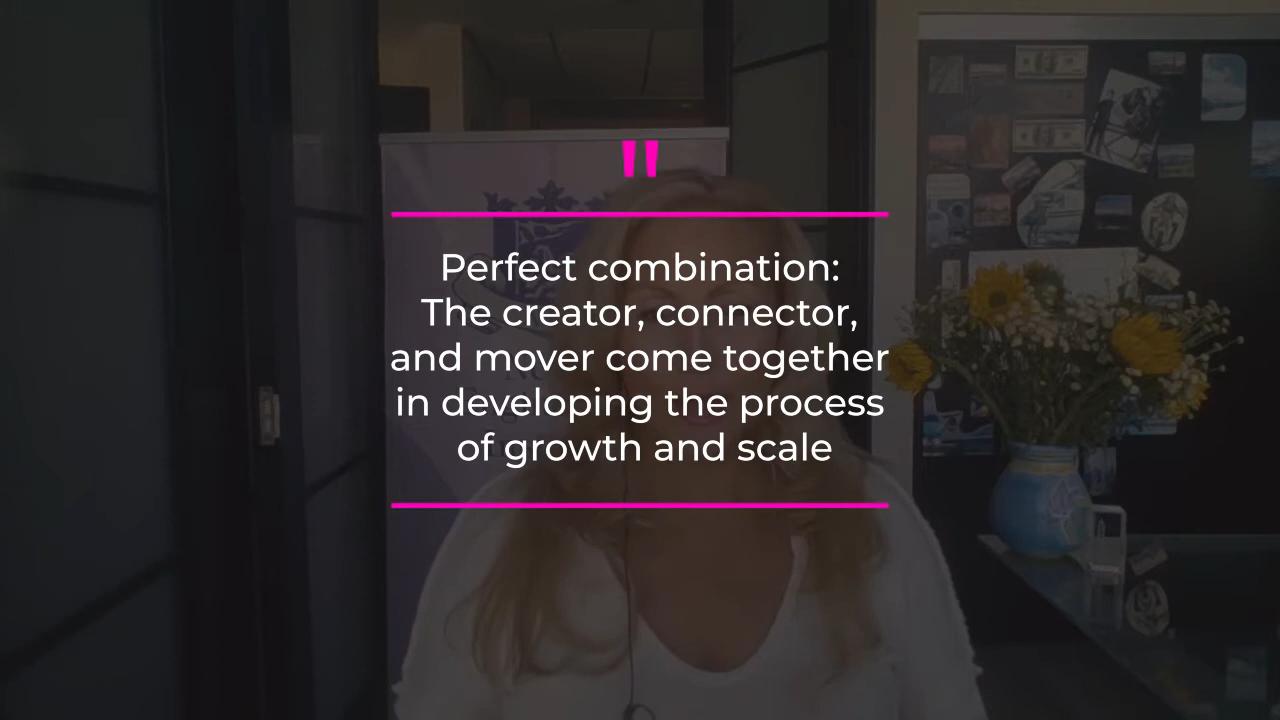 "
Perfect combination:
The creator, connector,
and mover come together
in developing the process
of growth and scale